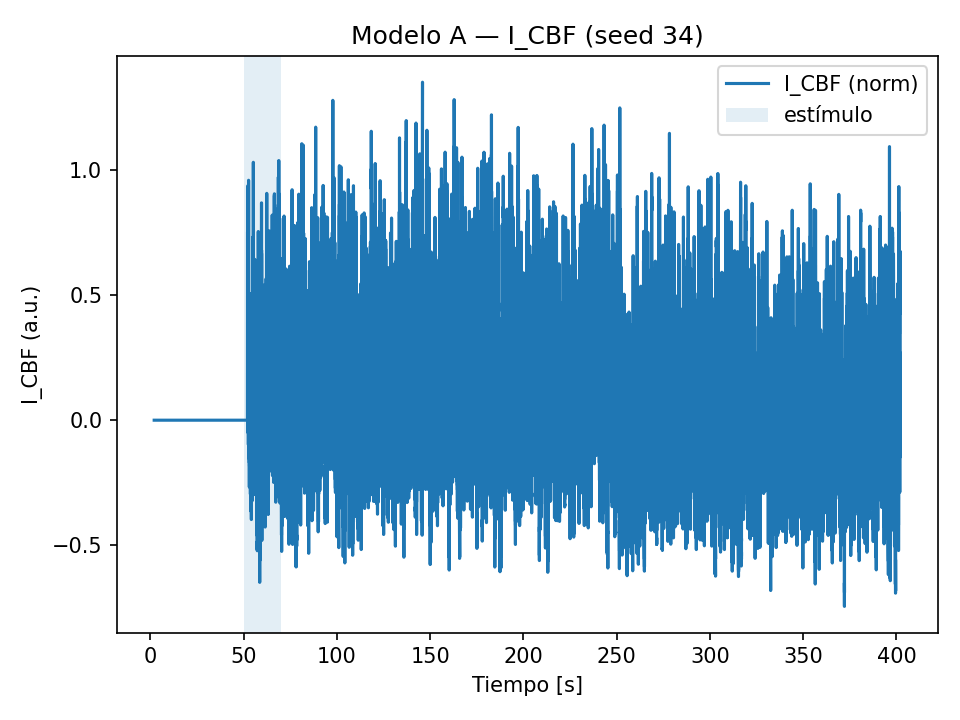 Modelo A — I_CBF (seed 34)
I_CBF (norm)
estímulo
1.0
0.5
0.0
−0.5
I_CBF (a.u.)
0 50 100 150 200 250 300 350 400
Tiempo [s]